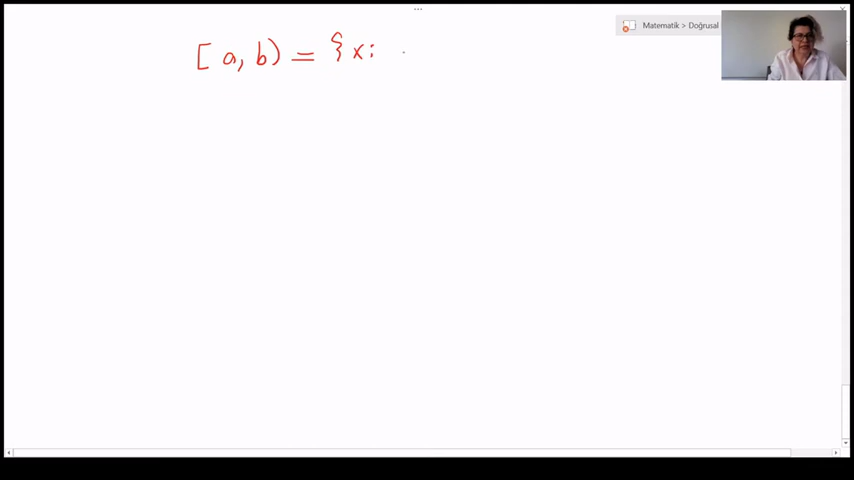 Matematik > Doğrusal
[ a, b) = { x :